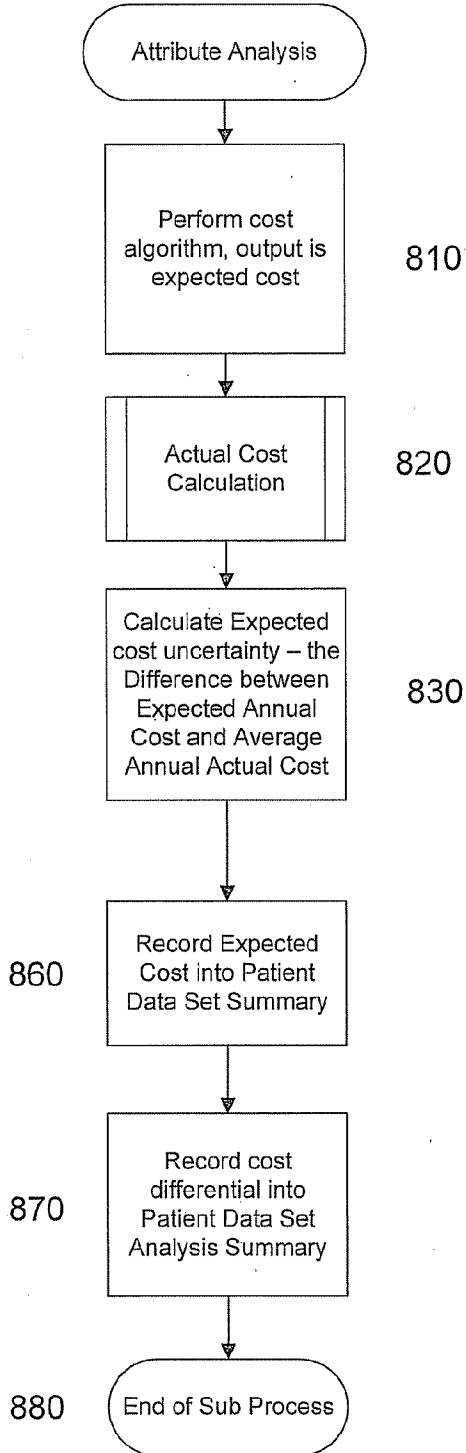 Attribute Analysis
Perform cost
algorithm, output is
expected cost
810
Actual Cost
Calculation
820
Calculate Expected
cost uncertainty – the
Difference between
Expected Annual
Cost and Average
Annual Actual Cost
830
860
Record Expected
Cost into Patient
Data Set Summary
870
Record cost
differential into
Patient Data Set
Analysis Summary
880
End of Sub Process